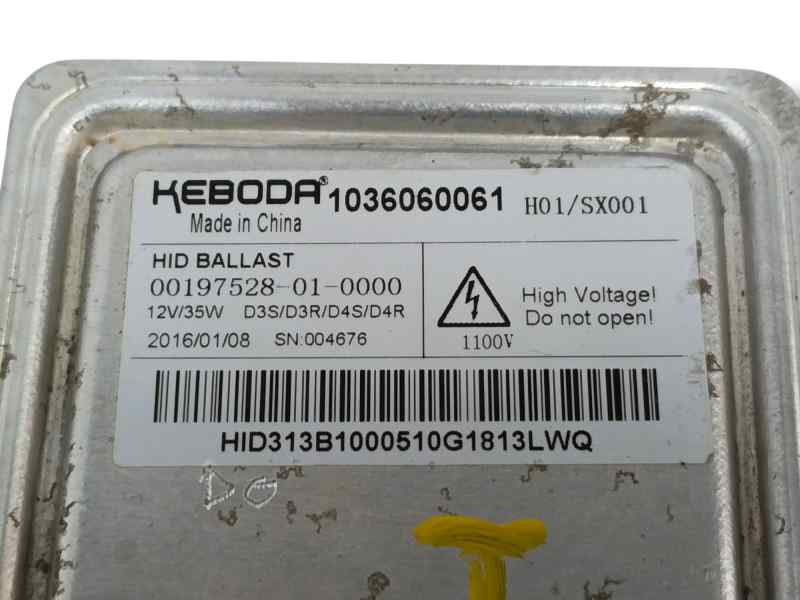 KEBODA® 1036060061 H01/SX001
Made in China
HID BALLAST
00197528-01-0000
12V/35W D3S/D3R/D4S/D4R
2016/01/08 SN:004676
High Voltage!
Do not open!
1100V
HID313B1000510G1813LWQ
DO